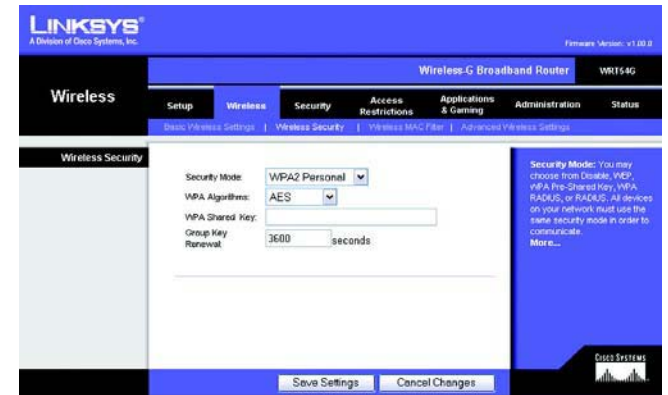 LINKSYS®
A Division of Cisco Systems, Inc.
Firmware Version: v1.00.0
Wireless-G Broadband Router
WRT54G
Wireless
Setup
Wireless
Security
Access
Restrictions
Applications
& Gaming
Administration
Status
Basic Wireless Settings | Wireless Security | Wireless MAC Filter | Advanced Wireless Settings
Wireless Security
Security Mode: WPA2 Personal
WPA Algorithms: AES
WPA Shared Key:
Group Key
Renewal: 3600 seconds
Security Mode: You may
choose from Disable, WEP,
WPA Pre-Shared Key, WPA
RADIUS, or RADIUS. All devices
on your network must use the
same security mode in order to
communicate.
More...
Save Settings
Cancel Changes
CISCO SYSTEMS